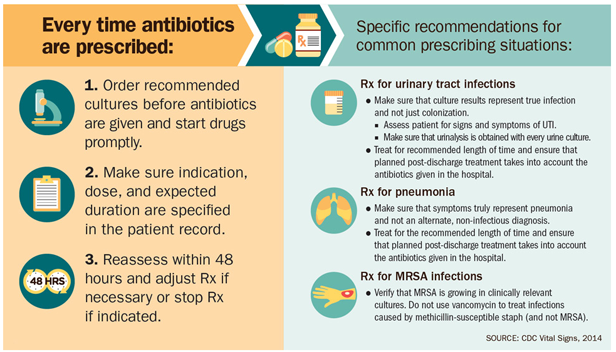 Every time antibiotics
are prescribed:
1. Order recommended
cultures before antibiotics
are given and start drugs
promptly.
2. Make sure indication,
dose, and expected
duration are specified
in the patient record.
48 HRS
3. Reassess within 48
hours and adjust Rx if
necessary or stop Rx
if indicated.
Rx
Specific recommendations for
common prescribing situations:
Rx for urinary tract infections
● Make sure that culture results represent true infection
and not just colonization.
■ Assess patient for signs and symptoms of UTI.
■ Make sure that urinalysis is obtained with every urine culture.
● Treat for recommended length of time and ensure that
planned post-discharge treatment takes into account the
antibiotics given in the hospital.
Rx for pneumonia
● Make sure that symptoms truly represent pneumonia
and not an alternate, non-infectious diagnosis.
● Treat for the recommended length of time and ensure
that planned post-discharge treatment takes into account
the antibiotics given in the hospital.
Rx for MRSA infections
● Verify that MRSA is growing in clinically relevant
cultures. Do not use vancomycin to treat infections
caused by methicillin-susceptible staph (and not MRSA).
SOURCE: CDC Vital Signs, 2014